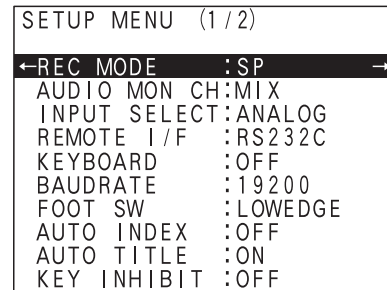 SETUP MENU (1/2)
←REC MODE :SP →
AUDIO MON CH:MIX
INPUT SELECT:ANALOG
REMOTE I/F :RS232C
KEYBOARD :OFF
BAUDRATE :19200
FOOT SW :LOWEDGE
AUTO INDEX :OFF
AUTO TITLE :ON
KEY INHIBIT :OFF